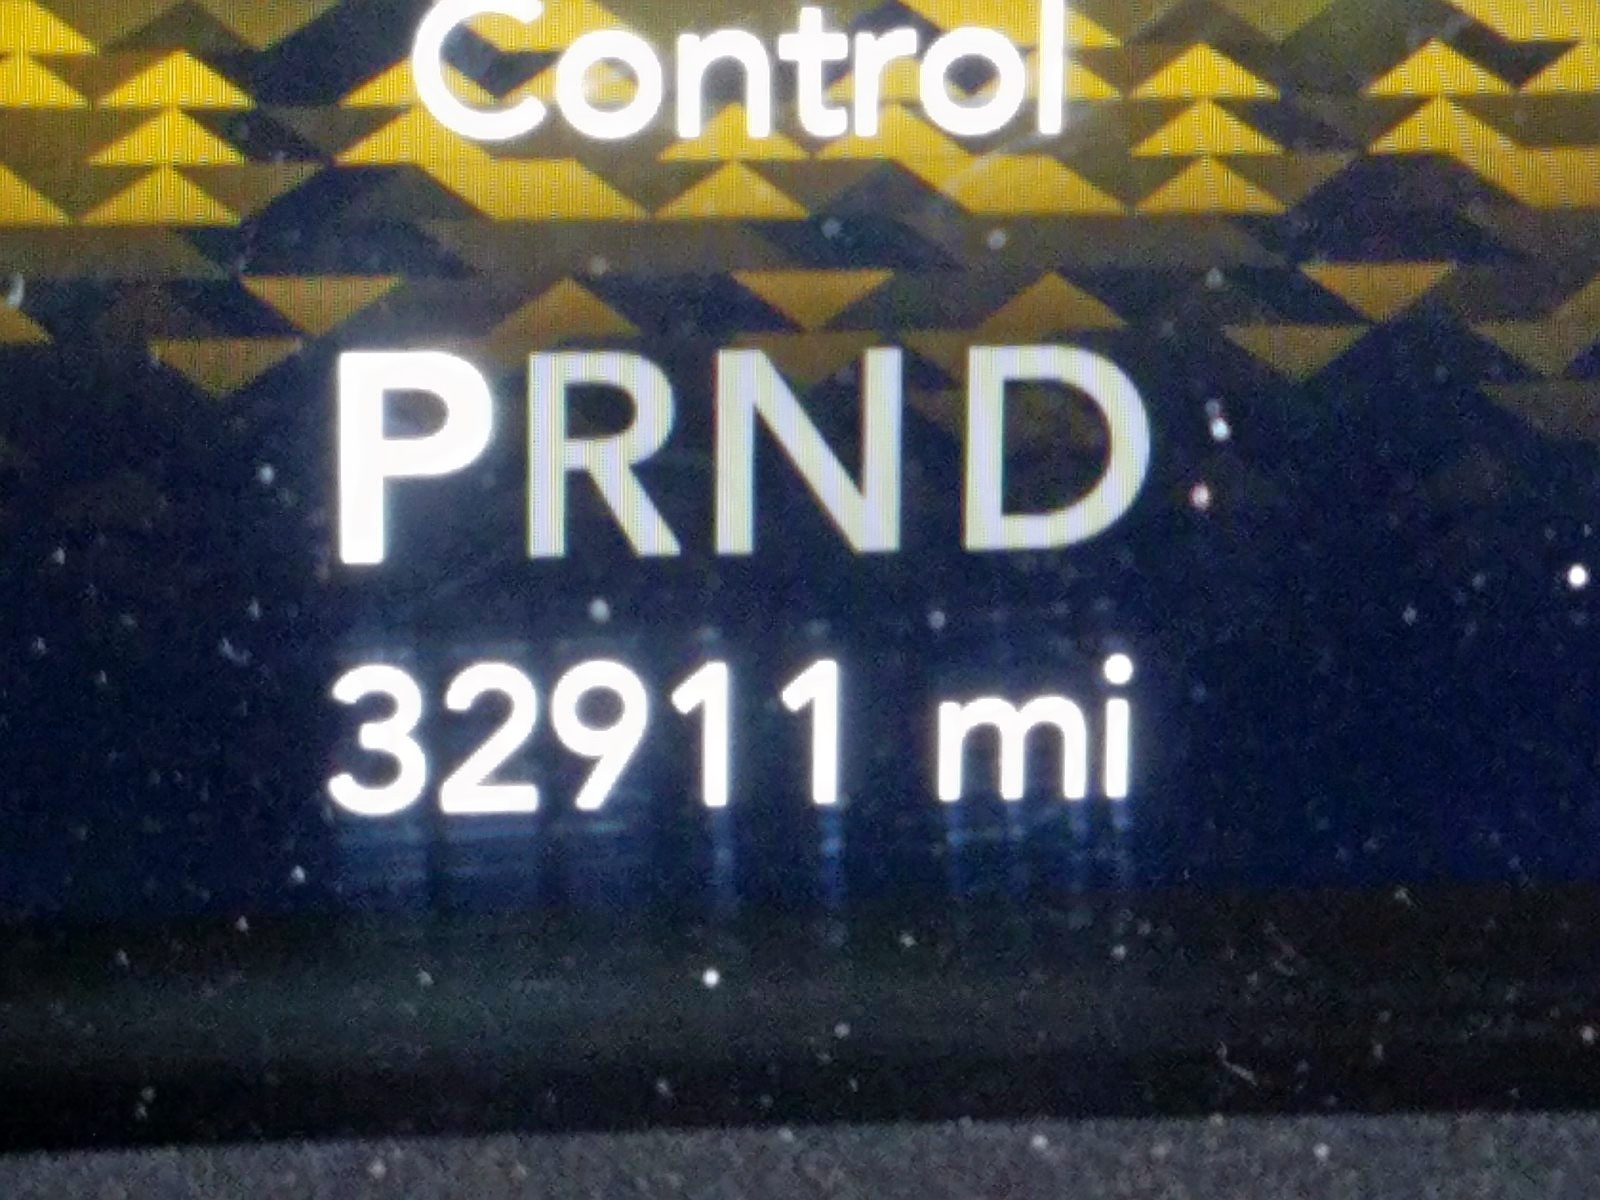 Control
PRND
32911 mi